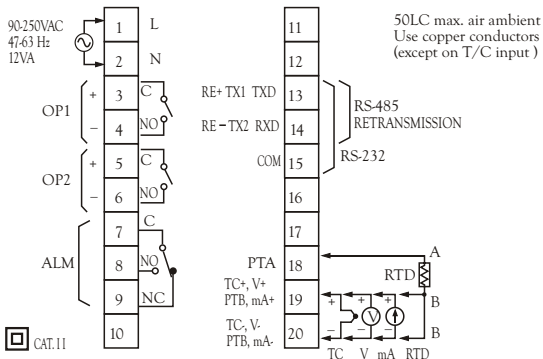 90-250VAC
47-63 Hz
12VA
1 L
2 N
OP1 + 3 C
− 4 NO
OP2 + 5 C
− 6 NO
ALM 7 C
8 NO
9 NC
10
CAT. II
11
12
RE+ TX1 TXD 13
RE − TX2 RXD 14
COM 15
RS-485
RETRANSMISSION
RS-232
16
17
PTA 18
TC+, V+
PTB, mA+ 19
TC-, V-
PTB, mA- 20
A
RTD
B
B
+ + +
V
− − −
TC V mA RTD
50LC max. air ambient
Use copper conductors
(except on T/C input )